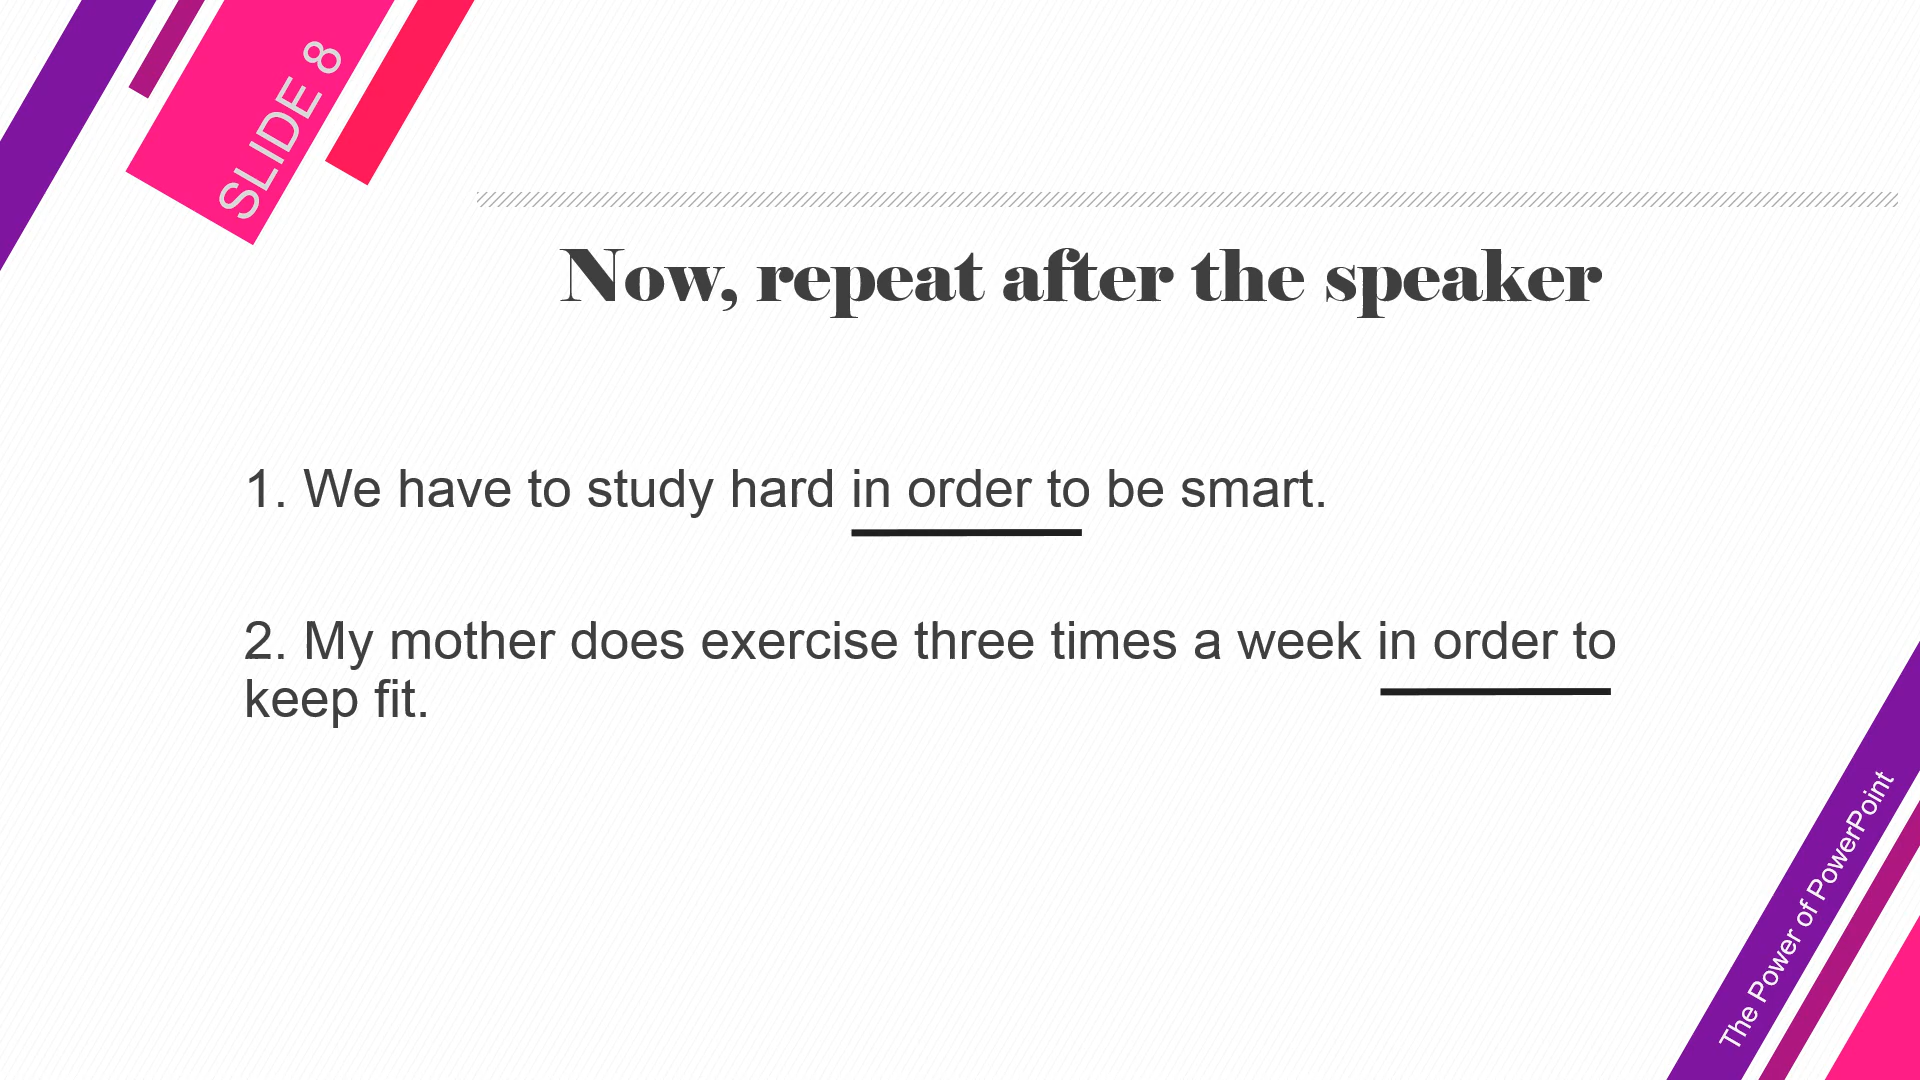 SLIDE 8
Now, repeat after the speaker
1. We have to study hard in order to be smart.
2. My mother does exercise three times a week in order to
keep fit.
The Power of PowerPoint